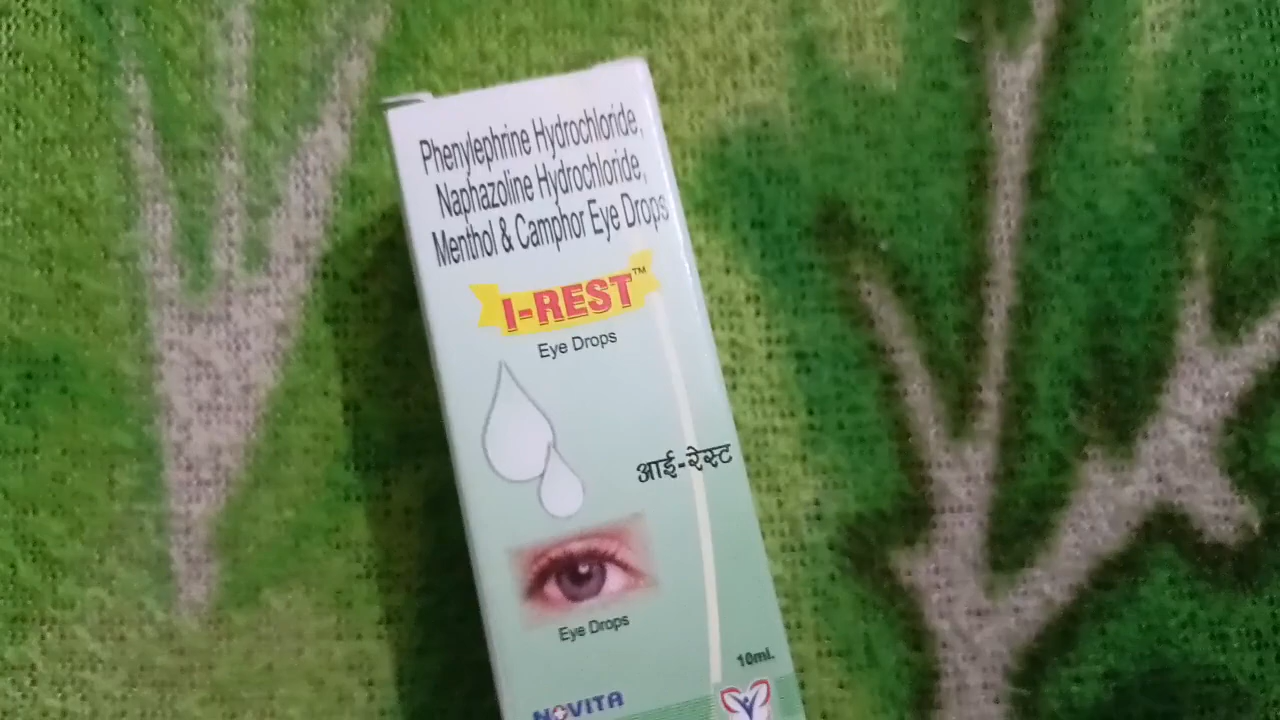 Phenylephrine Hydrochloride,
Naphazoline Hydrochloride,
Menthol & Camphor Eye Drops
I-REST™
Eye Drops
आई-रेस्ट
Eye Drops
10ml.
NOVITA